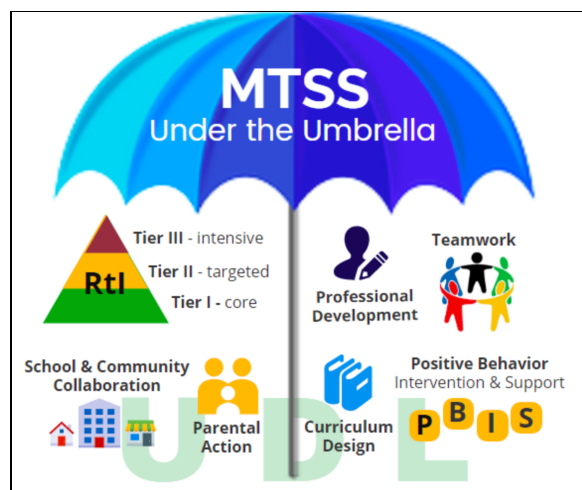 MTSS
Under the Umbrella
Tier III - intensive
Tier II - targeted
Tier I - core
RtI
Professional
Development
Teamwork
School & Community
Collaboration
Parental
Action
Curriculum
Design
Positive Behavior
Intervention & Support
P B I S
UDL